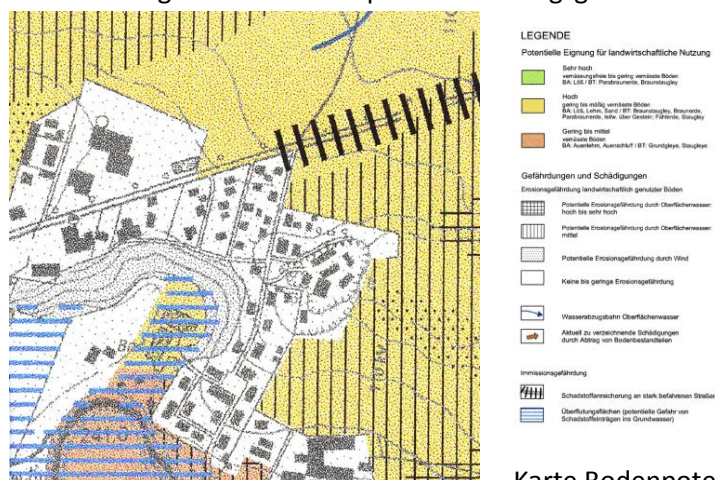 LEGENDE
Potentielle Eignung für landwirtschaftliche Nutzung
Sehr hoch
vernässungsfreie bis gering vernässte Böden
BA: Löß / BT: Parabraunerde, Braunstaugley
Hoch
gering bis mäßig vernässte Böden
BA: Löß, Lehm, Sand / BT: Braunstaugley, Braunerde,
Parabraunerde, teilw. über Gestein; Fahlerde, Staugley
Gering bis mittel
vernässte Böden
BA: Auenlehm, Auenschluff / BT: Grundgleye, Staugleye
Gefährdungen und Schädigungen
Erosionsgefährdung landwirtschaftlich genutzter Böden
Potentielle Erosionsgefährdung durch Oberflächenwasser:
hoch bis sehr hoch
Potentielle Erosionsgefährdung durch Oberflächenwasser:
mittel
Potentielle Erosionsgefährdung durch Wind
Keine bis geringe Erosionsgefährdung
Wasserabzugsbahn Oberflächenwasser
Aktuell zu verzeichnende Schädigungen
durch Abtrag von Bodenbestandteilen
Immissionsgefährdung
Schadstoffanreicherung an stark befahrenen Straßen
Überflutungsflächen (potentielle Gefahr von
Schadstoffeinträgen ins Grundwasser)